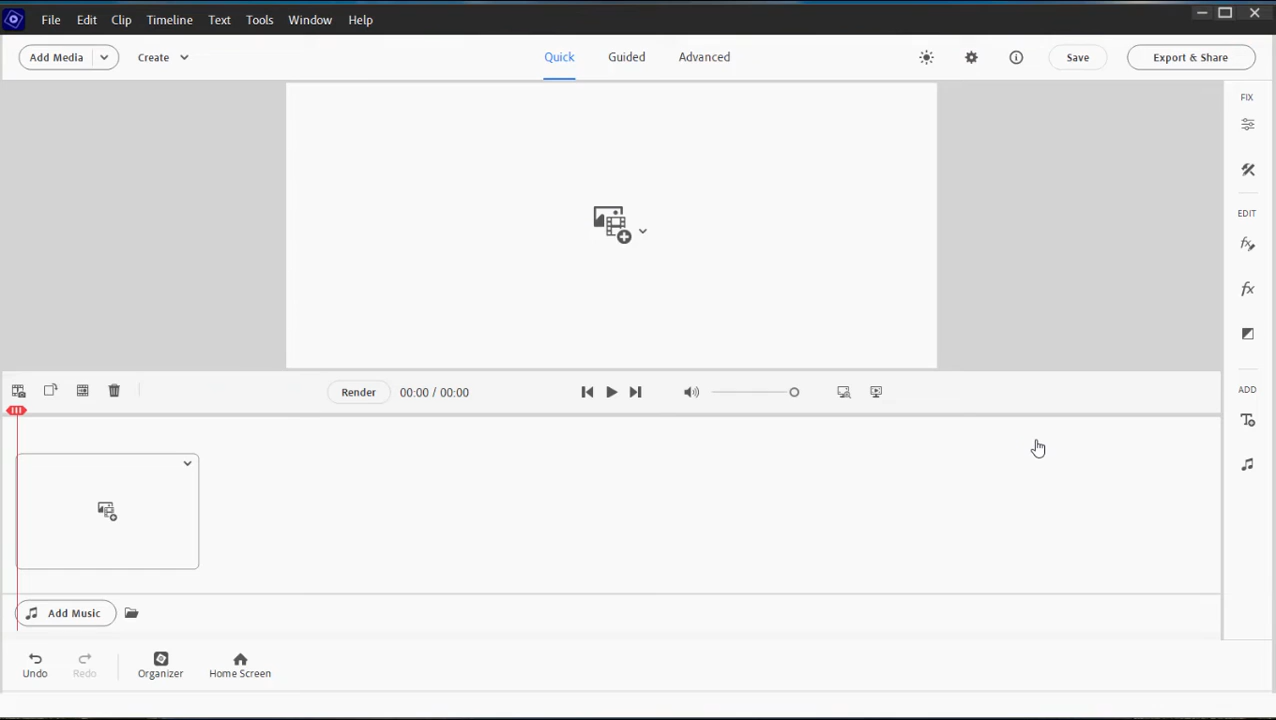 File Edit Clip Timeline Text Tools Window Help
Add Media Create Quick Guided Advanced Save Export & Share
FIX
EDIT
Render 00:00 / 00:00
ADD
Add Music
Undo Redo Organizer Home Screen